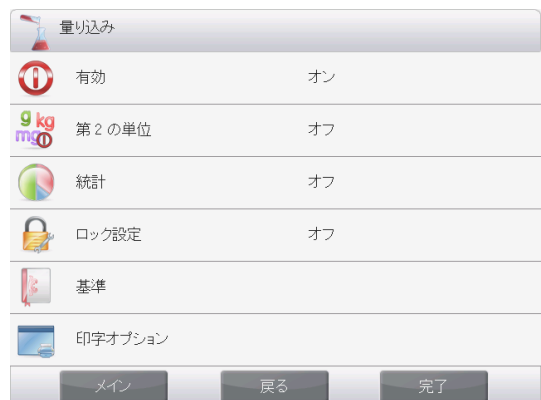 量り込み
有効 オン
g kg
mg
第2の単位 オフ
統計 オフ
ロック設定 オフ
基準
印字オプション
メイン 戻る 完了